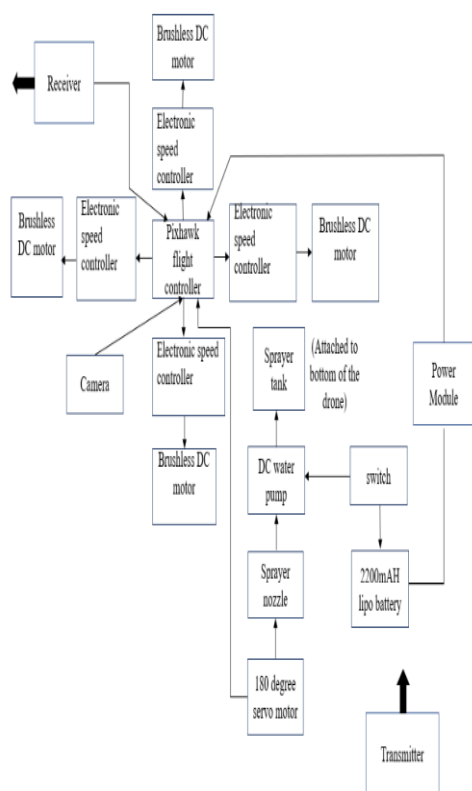 Brushless DC
motor
Receiver
Electronic
speed
controller
Brushless
DC motor
Electronic
speed
controller
Pixhawk
flight
controller
Electronic
speed
controller
Brushless DC
motor
Electronic speed
controller
Camera
Brushless DC
motor
Sprayer
tank
(Attached to
bottom of the
drone)
Power
Module
DC water
pump
switch
Sprayer
nozzle
2200mAH
lipo battery
180 degree
servo motor
Transmitter